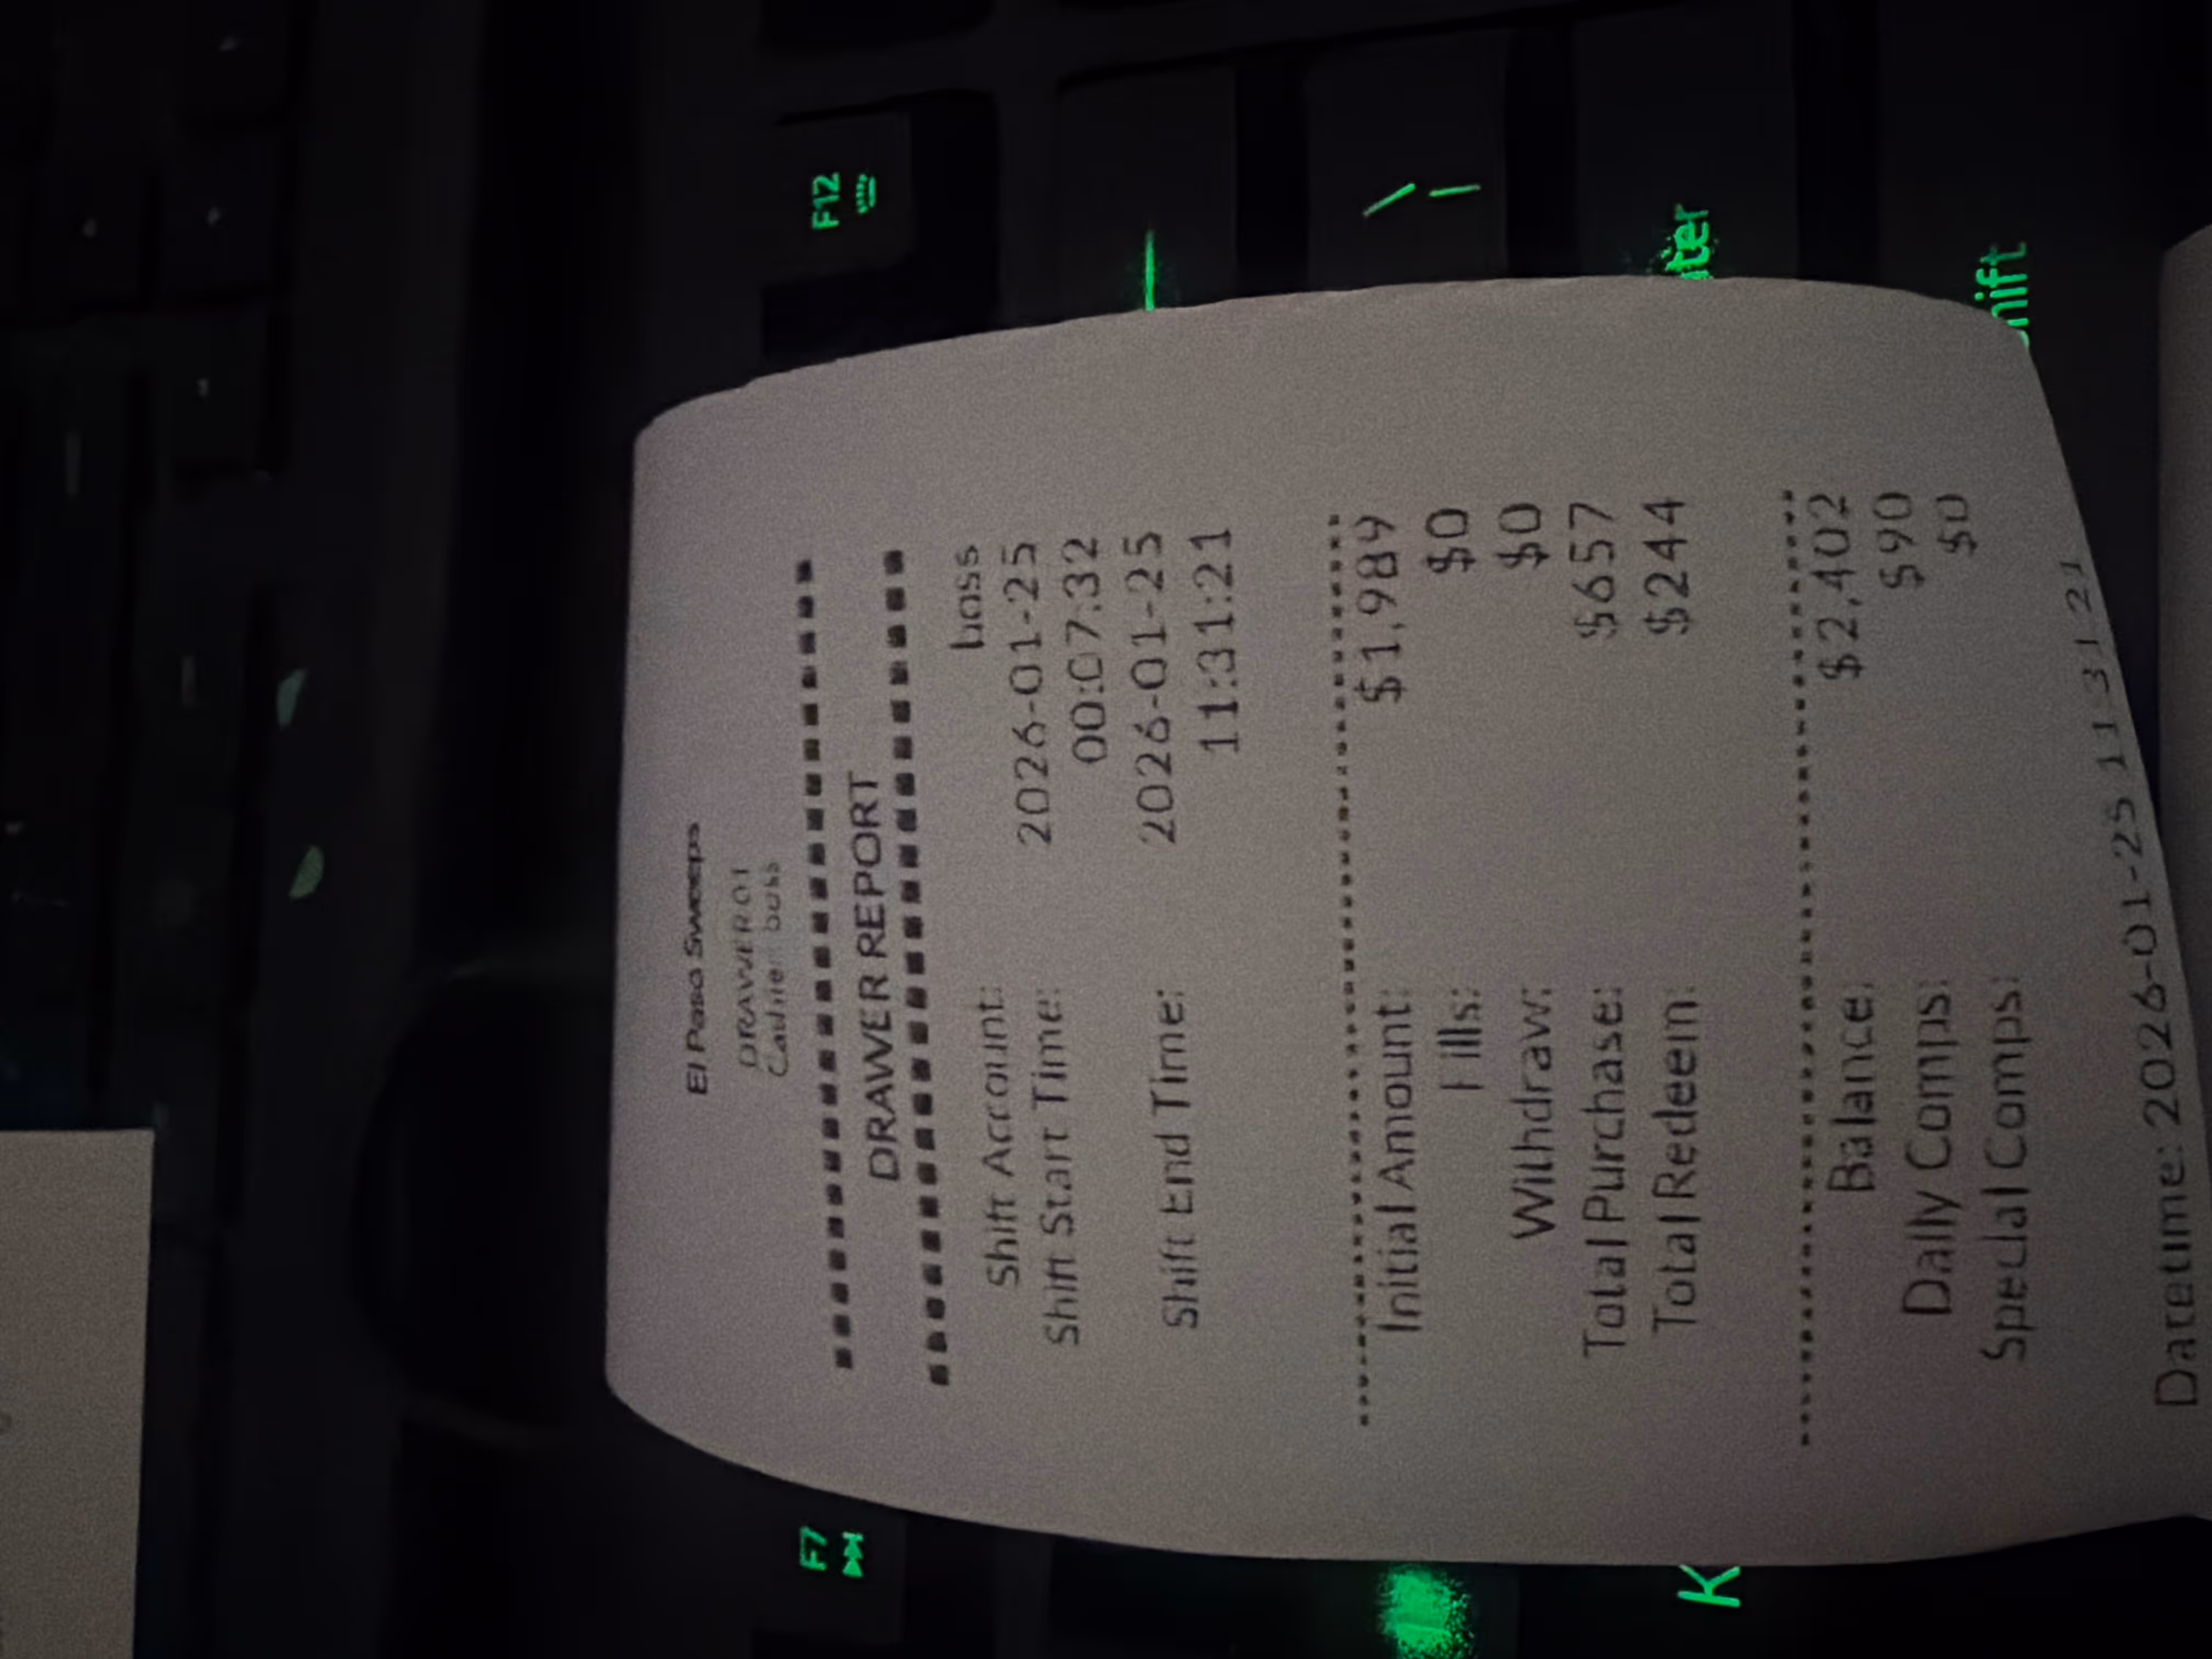 El Paso Sweeps
DRAWER 01
Cashier: boss
DRAWER REPORT
Shift Account: boss
Shift Start Time: 2026-01-25
00:07:32
Shift End Time: 2026-01-25
11:31:21
Initial Amount: $1,989
Fills: $0
Withdraw: $0
Total Purchase: $657
Total Redeem: $244
Balance: $2,402
Daily Comps: $90
Special Comps: $0
Datetime: 2026-01-25 11:31:21
F12
F7
K